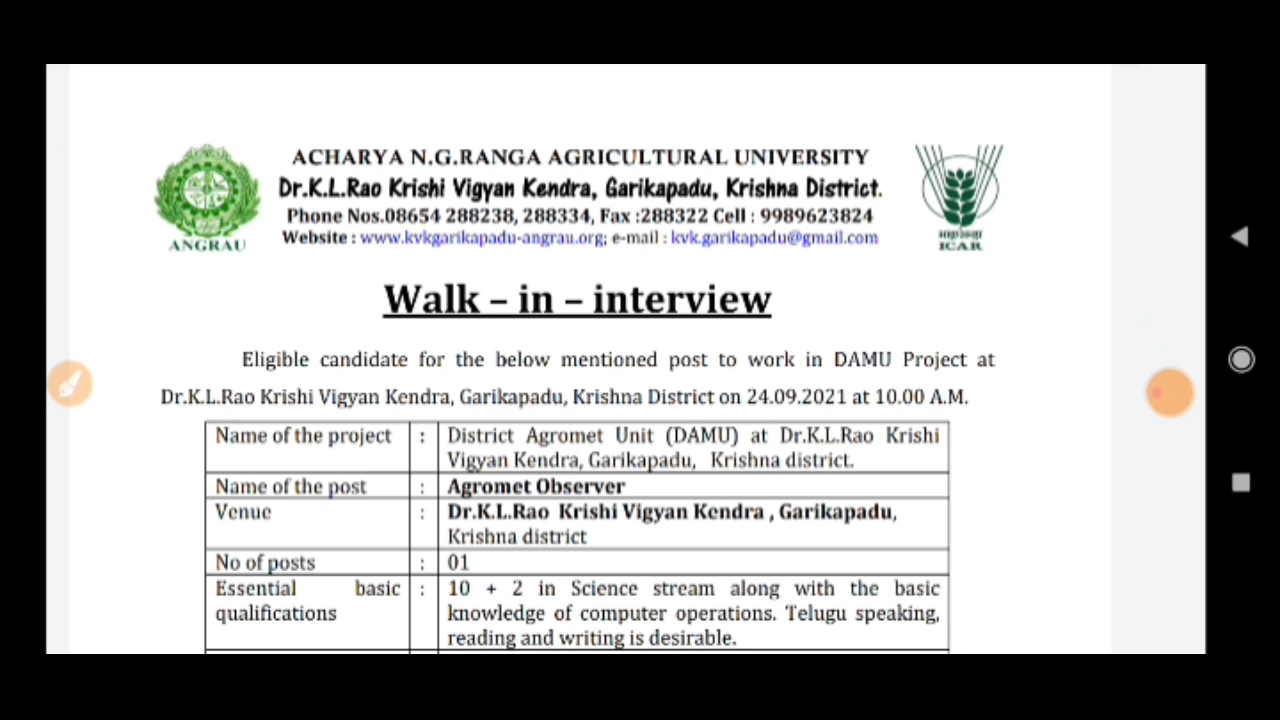 ACHARYA N.G.RANGA AGRICULTURAL UNIVERSITY
Dr.K.L.Rao Krishi Vigyan Kendra, Garikapadu, Krishna District.
Phone Nos.08654 288238, 288334, Fax :288322 Cell : 9989623824
Website : www.kvkgarikapadu-angrau.org; e-mail : kvk.garikapadu@gmail.com
ANGRAU
ICAR
Walk – in – interview
Eligible candidate for the below mentioned post to work in DAMU Project at
Dr.K.L.Rao Krishi Vigyan Kendra, Garikapadu, Krishna District on 24.09.2021 at 10.00 A.M.
Name of the project : District Agromet Unit (DAMU) at Dr.K.L.Rao Krishi
Vigyan Kendra, Garikapadu, Krishna district.
Name of the post : Agromet Observer
Venue : Dr.K.L.Rao Krishi Vigyan Kendra , Garikapadu,
Krishna district
No of posts : 01
Essential basic : 10 + 2 in Science stream along with the basic
qualifications knowledge of computer operations. Telugu speaking,
reading and writing is desirable.